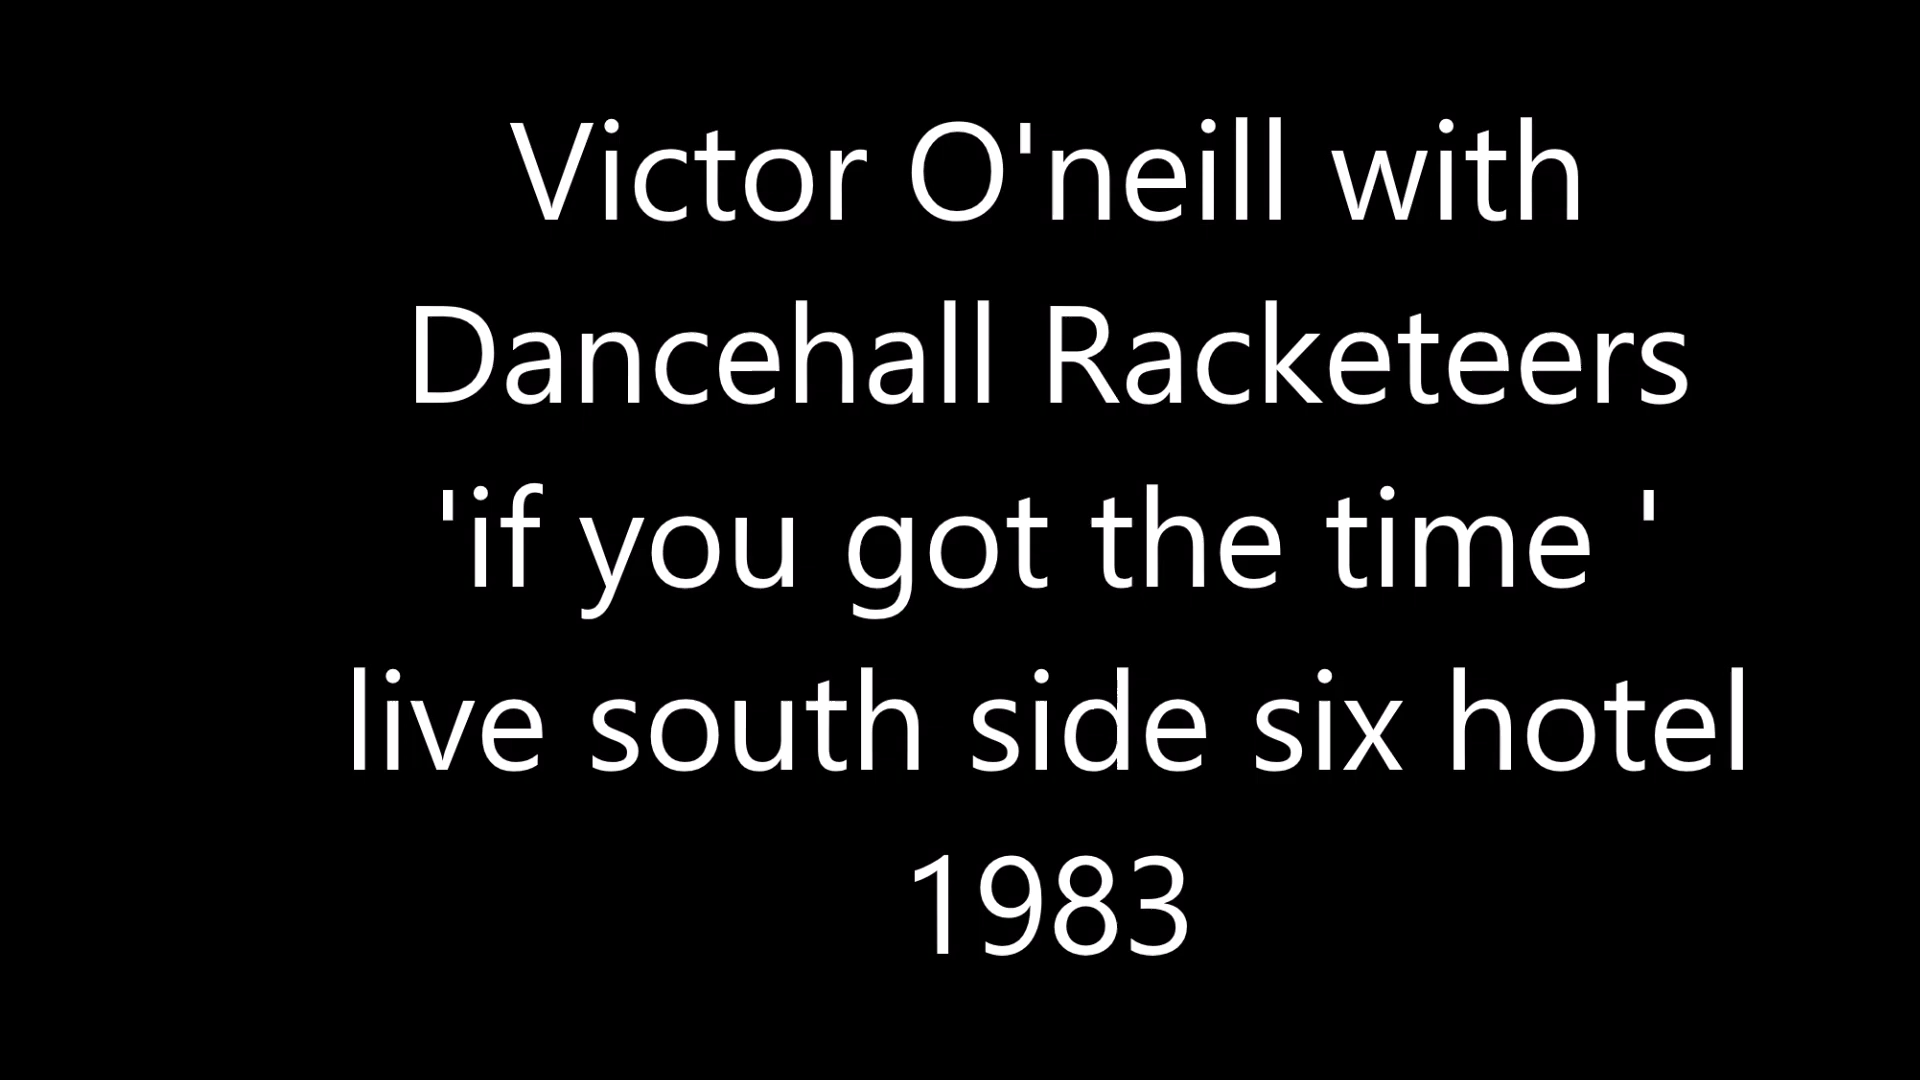 Victor O'neill with
Dancehall Racketeers
'if you got the time '
live south side six hotel
1983